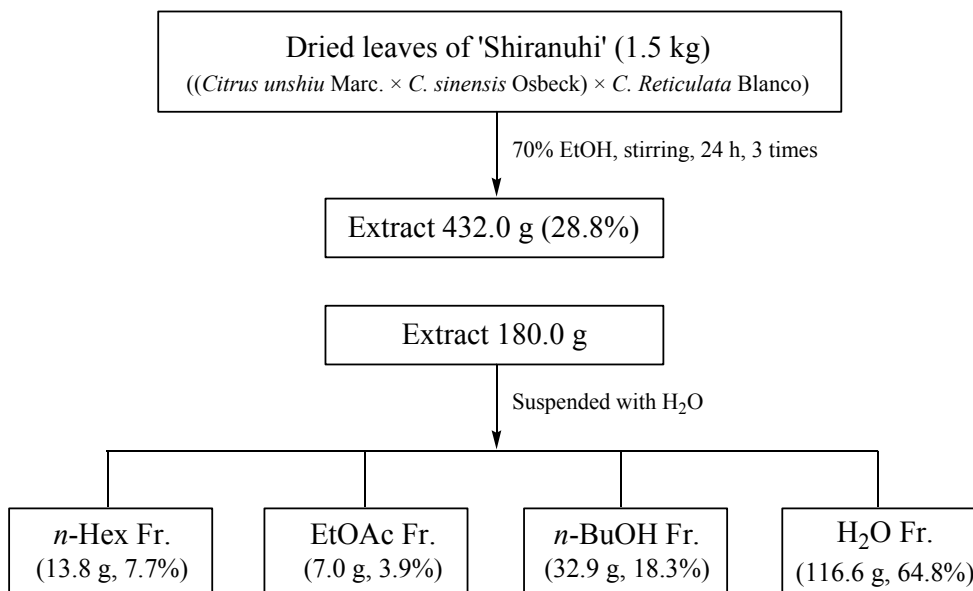 Dried leaves of 'Shiranuhi' (1.5 kg)
((Citrus unshiu Marc. × C. sinensis Osbeck) × C. Reticulata Blanco)
70% EtOH, stirring, 24 h, 3 times
Extract 432.0 g (28.8%)
Extract 180.0 g
Suspended with H₂O
n-Hex Fr.
(13.8 g, 7.7%)
EtOAc Fr.
(7.0 g, 3.9%)
n-BuOH Fr.
(32.9 g, 18.3%)
H₂O Fr.
(116.6 g, 64.8%)